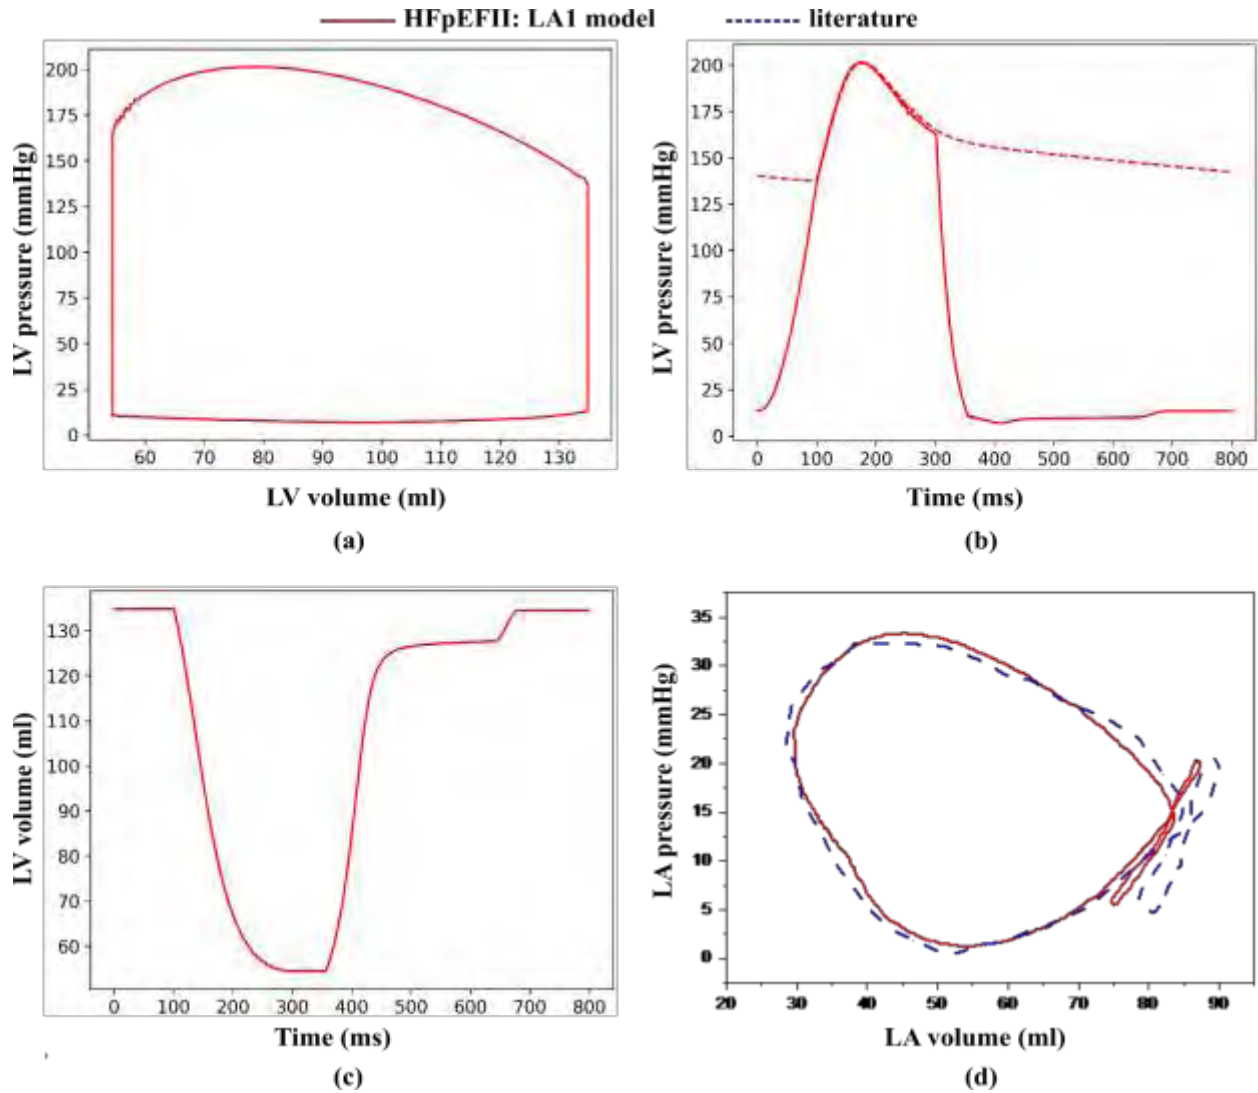 HFpEFII: LA1 model
literature
200
175
150
125
100
75
50
25
0
LV pressure (mmHg)
60 70 80 90 100 110 120 130
LV volume (ml)
(a)
200
175
150
125
100
75
50
25
0
LV pressure (mmHg)
0 100 200 300 400 500 600 700 800
Time (ms)
(b)
130
120
110
100
90
80
70
60
LV volume (ml)
0 100 200 300 400 500 600 700 800
Time (ms)
(c)
35
30
25
20
15
10
5
0
LA pressure (mmHg)
20 30 40 50 60 70 80 90
LA volume (ml)
(d)